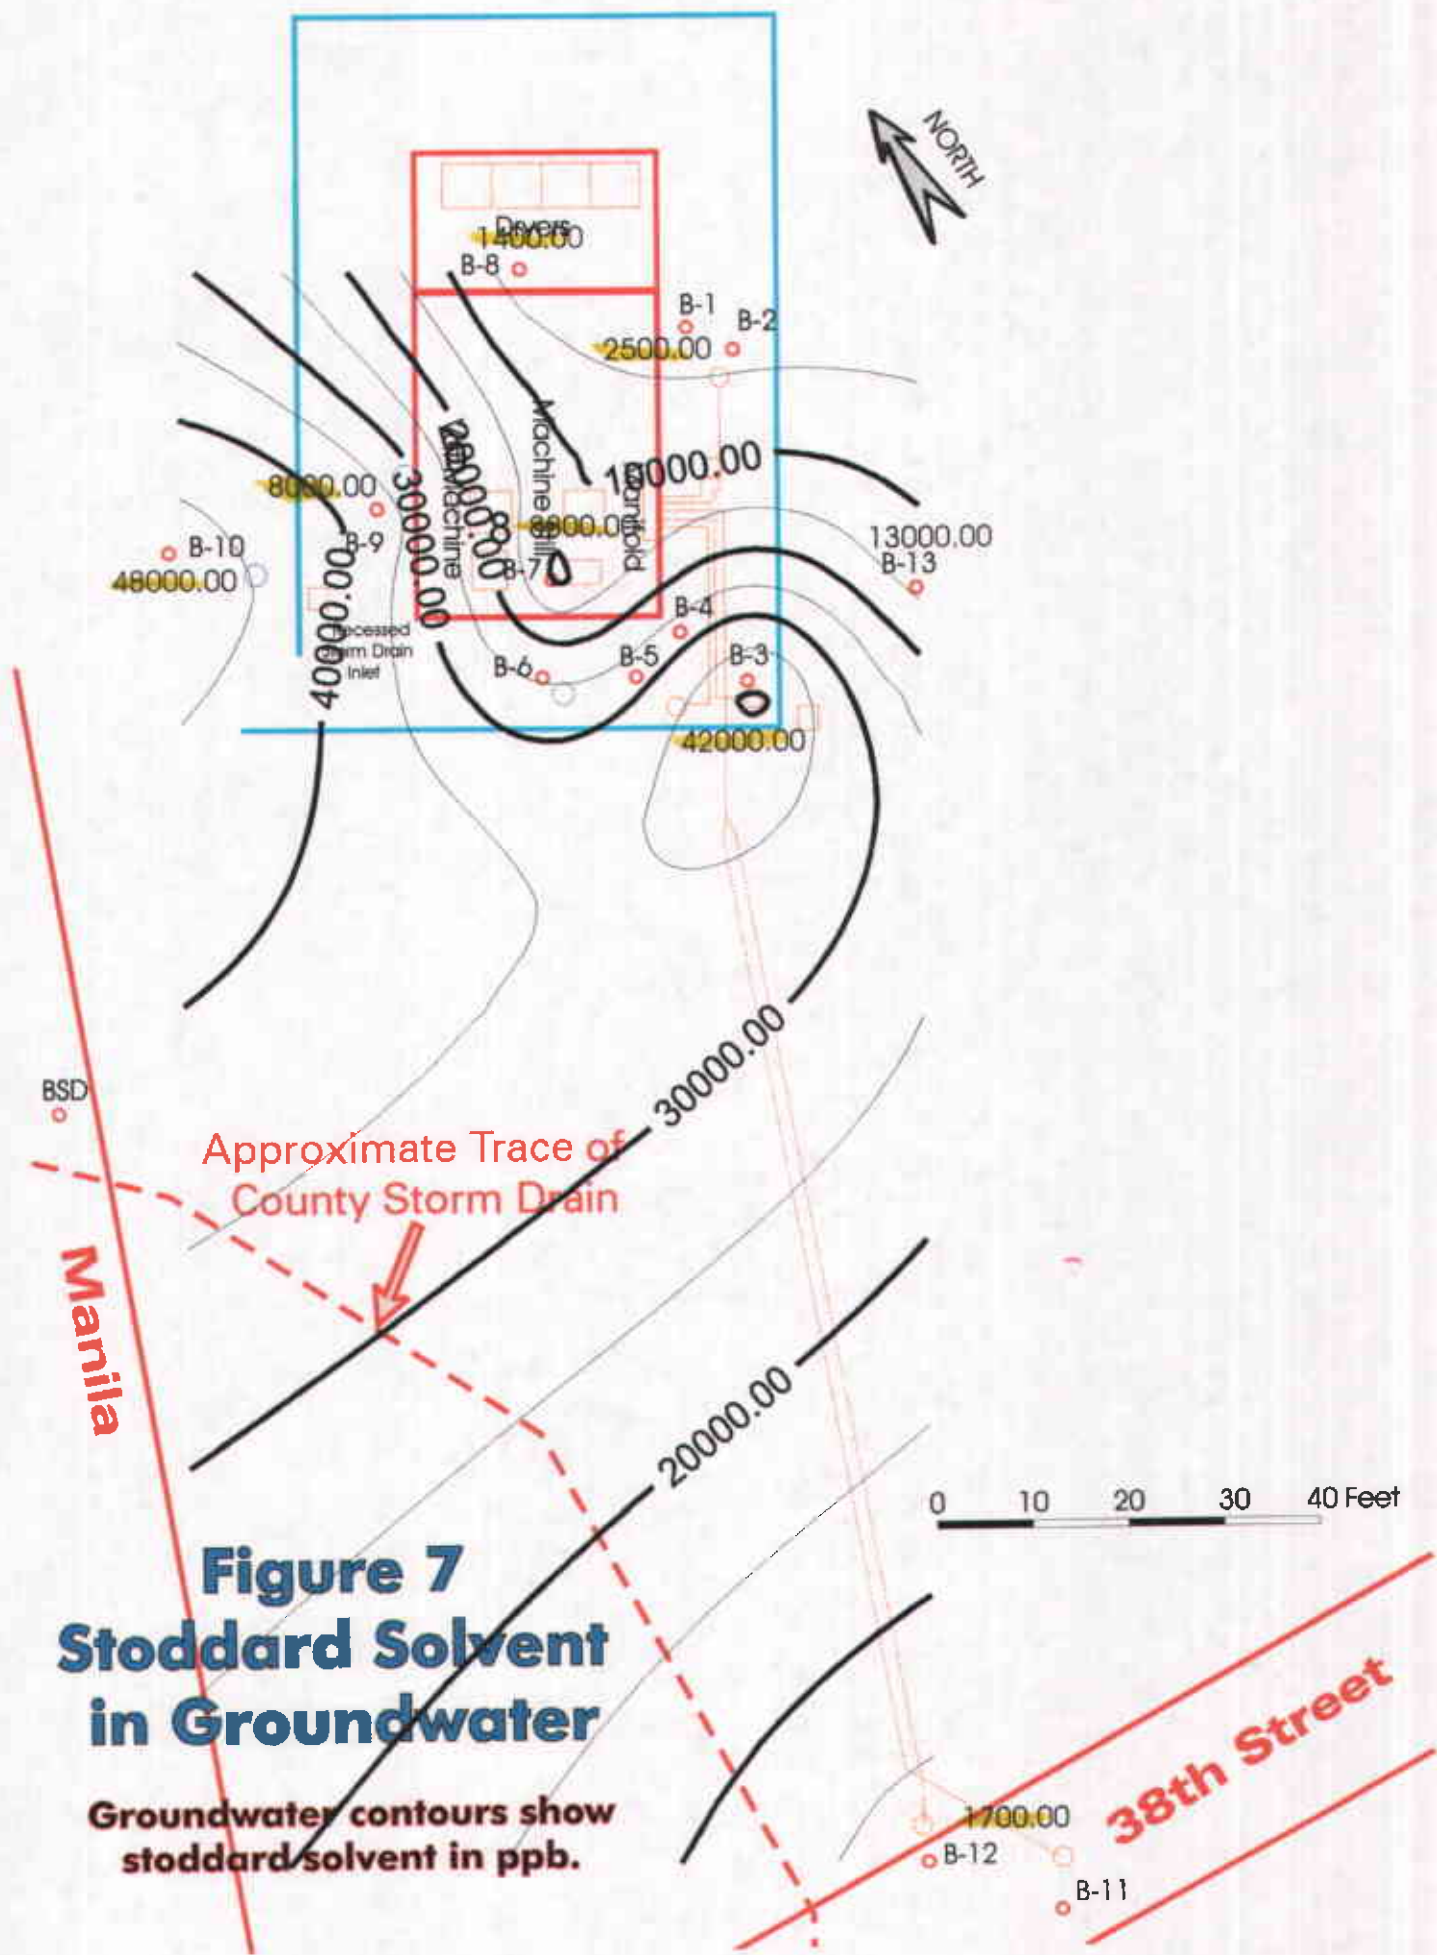 NORTH
Dryers
1400.00
B-8
B-1
B-2
2500.00
10000.00
20000.00
Machine
Machine
Manifold
8000.00
30000.00
B-9
B-7
13000.00
B-13
B-10
48000.00
40000.00
B-4
Recessed
Storm Drain
Inlet
B-6
B-5
B-3
42000.00
30000.00
BSD
Approximate Trace of
County Storm Drain
Manila
20000.00
0 10 20 30 40 Feet
Figure 7
Stoddard Solvent
in Groundwater
38th Street
Groundwater contours show
stoddard solvent in ppb.
1700.00
B-12
B-11